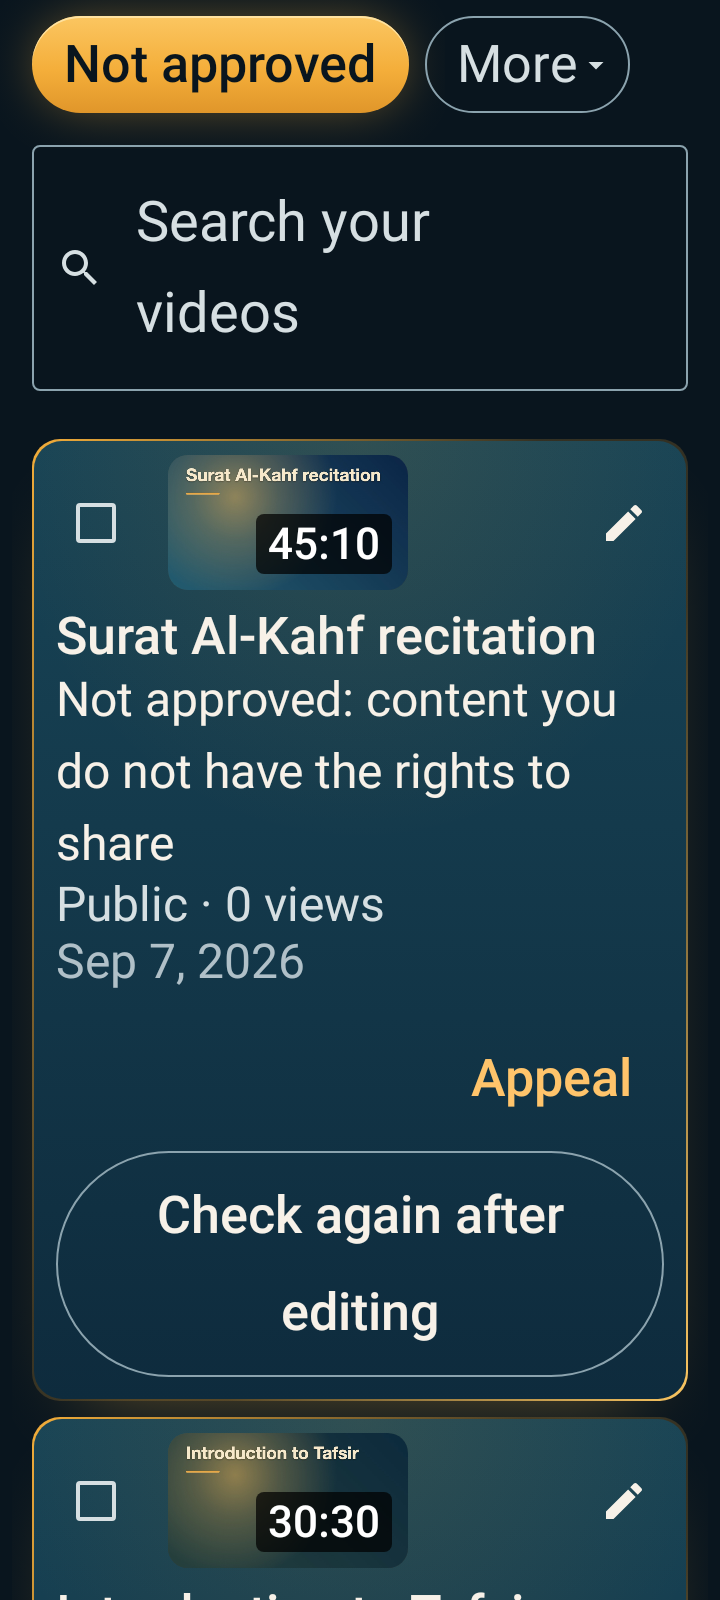 Not approved
More
Search your
videos
Surat Al-Kahf recitation
45:10
Surat Al-Kahf recitation
Not approved: content you
do not have the rights to
share
Public · 0 views
Sep 7, 2026
Appeal
Check again after
editing
Introduction to Tafsir
30:30